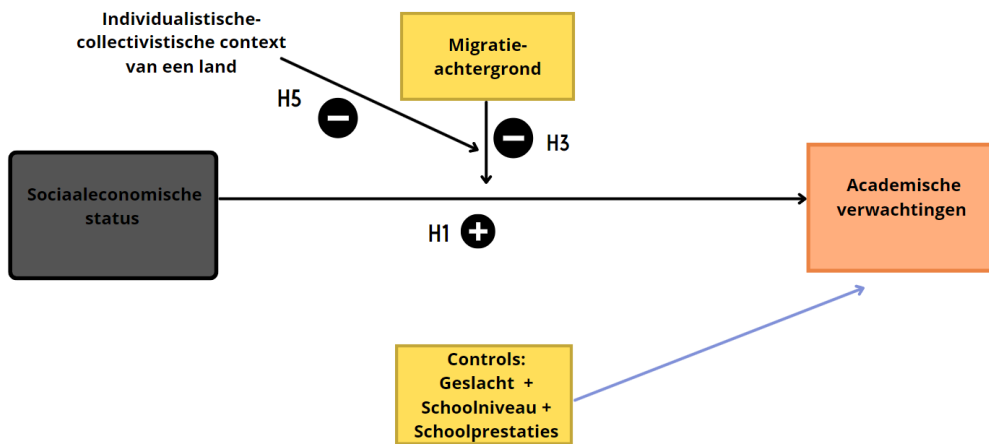 Individualistische-
collectivistische context
van een land
Migratie-
achtergrond
H5
H3
Sociaaleconomische
status
Academische
verwachtingen
H1
Controls:
Geslacht +
Schoolniveau +
Schoolprestaties